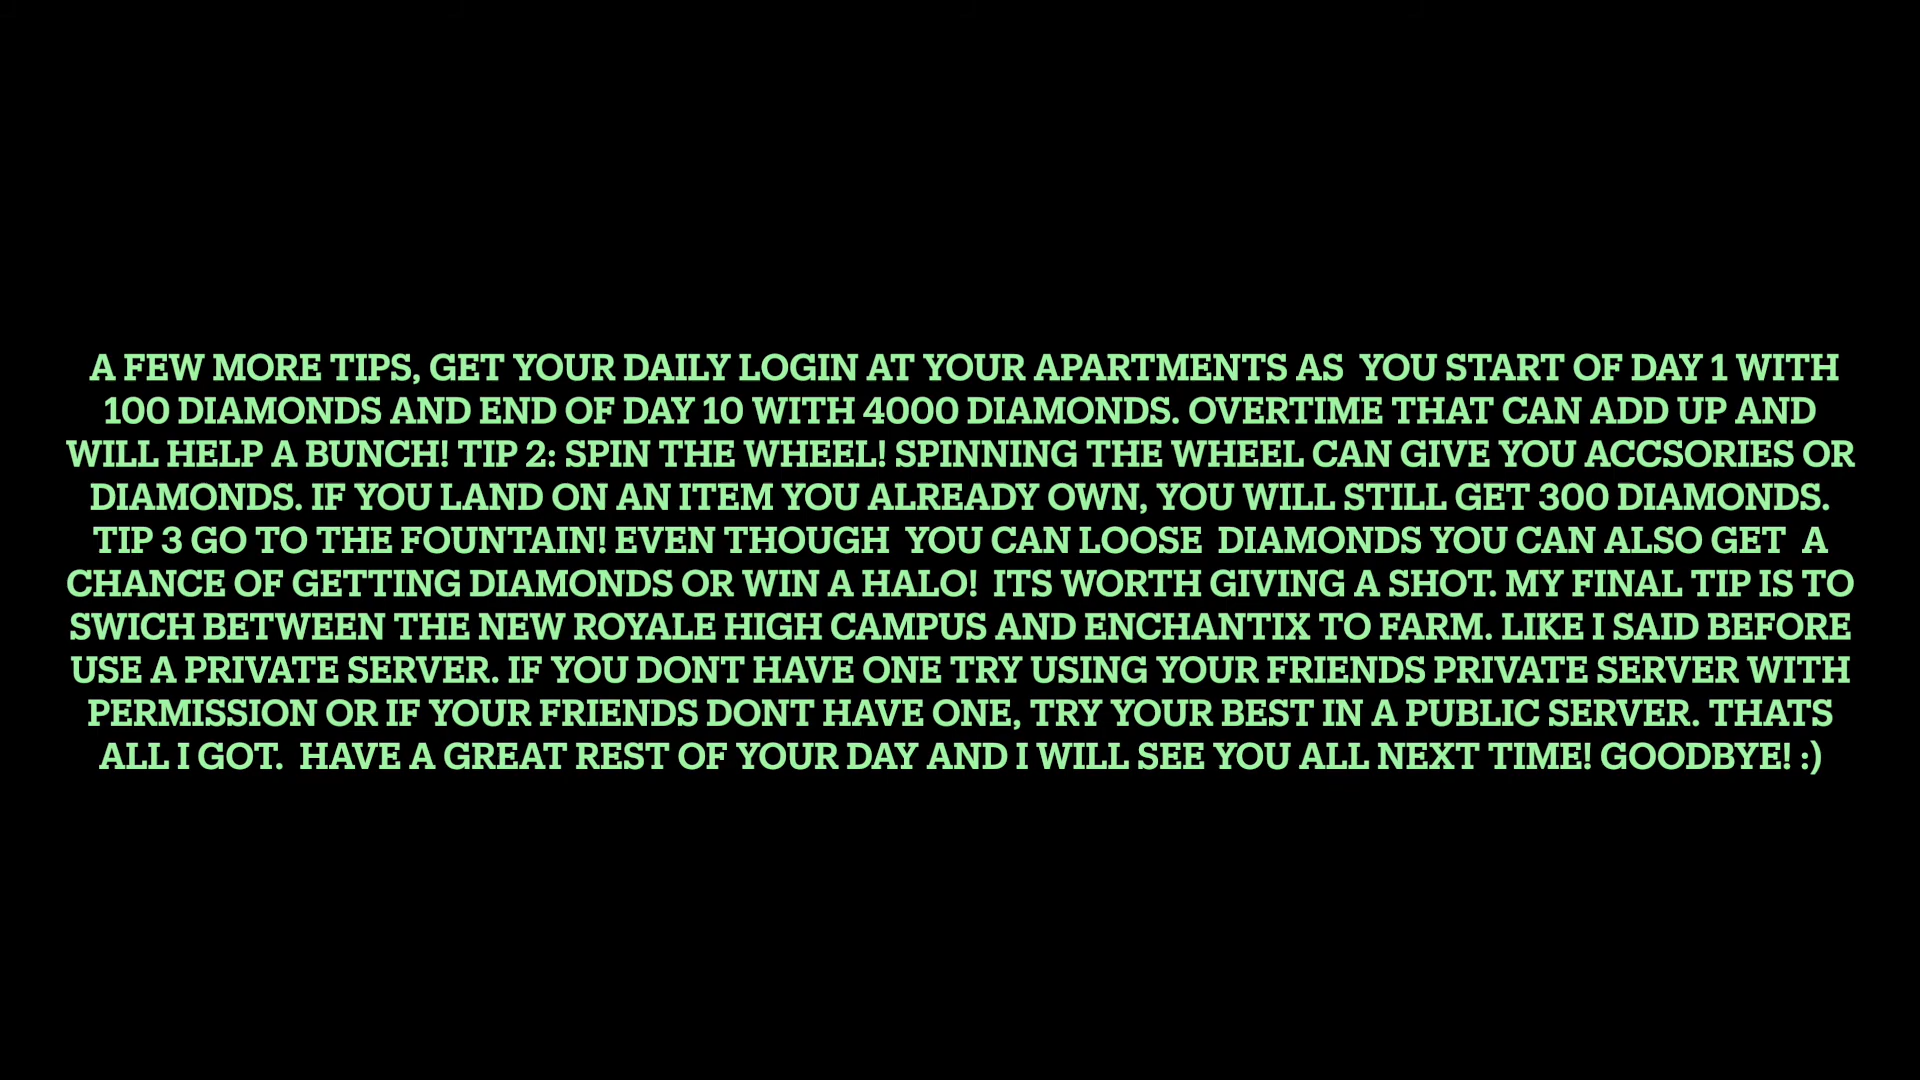 A FEW MORE TIPS, GET YOUR DAILY LOGIN AT YOUR APARTMENTS AS  YOU START OF DAY 1 WITH
100 DIAMONDS AND END OF DAY 10 WITH 4000 DIAMONDS. OVERTIME THAT CAN ADD UP AND
WILL HELP A BUNCH! TIP 2: SPIN THE WHEEL! SPINNING THE WHEEL CAN GIVE YOU ACCSORIES OR
DIAMONDS. IF YOU LAND ON AN ITEM YOU ALREADY OWN, YOU WILL STILL GET 300 DIAMONDS.
TIP 3 GO TO THE FOUNTAIN! EVEN THOUGH  YOU CAN LOOSE  DIAMONDS YOU CAN ALSO GET  A
CHANCE OF GETTING DIAMONDS OR WIN A HALO!  ITS WORTH GIVING A SHOT. MY FINAL TIP IS TO
SWICH BETWEEN THE NEW ROYALE HIGH CAMPUS AND ENCHANTIX TO FARM. LIKE I SAID BEFORE
USE A PRIVATE SERVER. IF YOU DONT HAVE ONE TRY USING YOUR FRIENDS PRIVATE SERVER WITH
PERMISSION OR IF YOUR FRIENDS DONT HAVE ONE, TRY YOUR BEST IN A PUBLIC SERVER. THATS
ALL I GOT.  HAVE A GREAT REST OF YOUR DAY AND I WILL SEE YOU ALL NEXT TIME! GOODBYE! :)